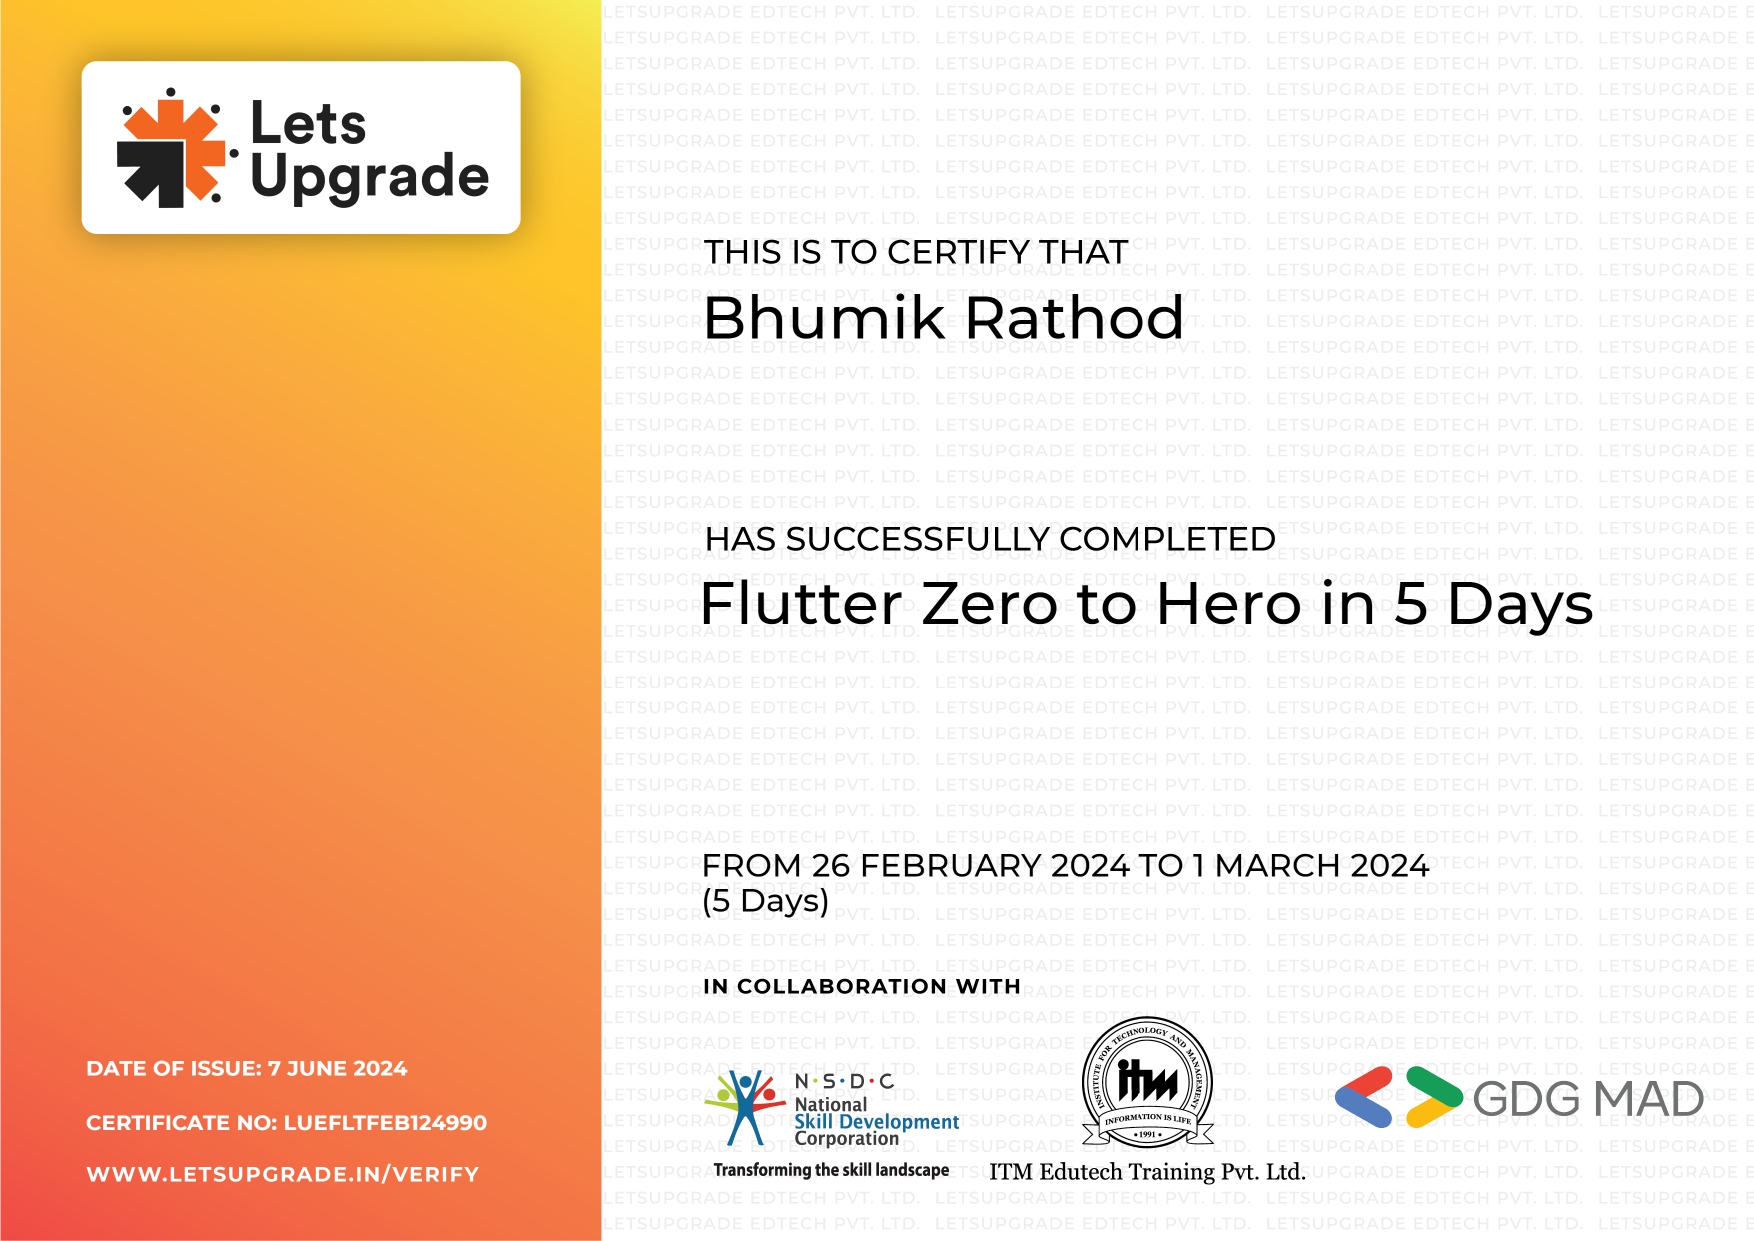 Lets
Upgrade
THIS IS TO CERTIFY THAT
Bhumik Rathod
HAS SUCCESSFULLY COMPLETED
Flutter Zero to Hero in 5 Days
FROM 26 FEBRUARY 2024 TO 1 MARCH 2024
(5 Days)
IN COLLABORATION WITH
N·S·D·C
National
Skill Development
Corporation
Transforming the skill landscape
INSTITUTE FOR TECHNOLOGY AND MANAGEMENT
itm
INFORMATION IS LIFE
• 1991 •
ITM Edutech Training Pvt. Ltd.
GDG MAD
DATE OF ISSUE: 7 JUNE 2024
CERTIFICATE NO: LUEFLTFEB124990
WWW.LETSUPGRADE.IN/VERIFY
LETSUPGRADE EDTECH PVT. LTD.